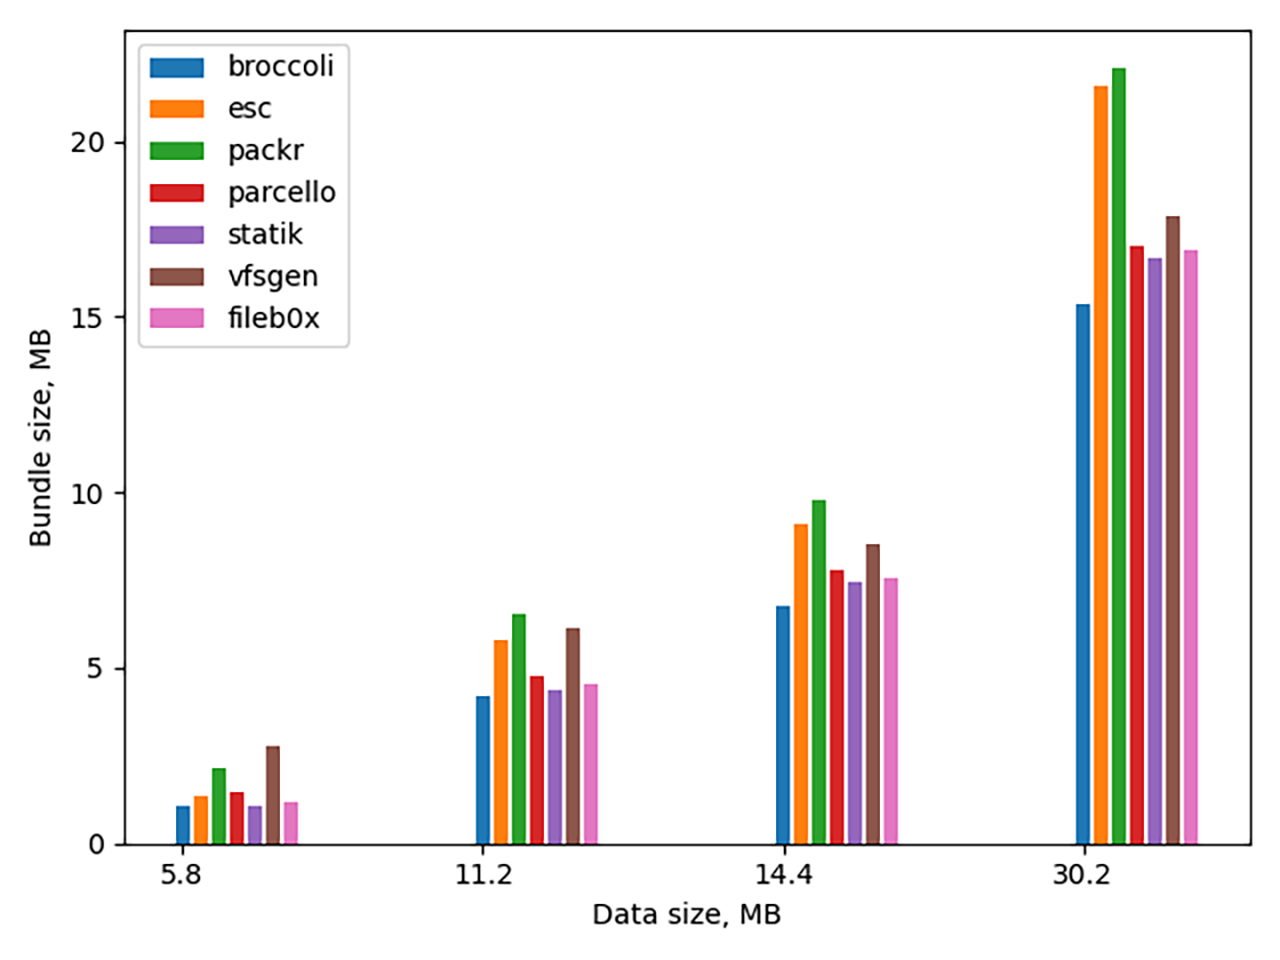 broccoli
esc
packr
parcello
statik
vfsgen
fileb0x
Bundle size, MB
20
15
10
5
0
5.8 11.2 14.4 30.2
Data size, MB